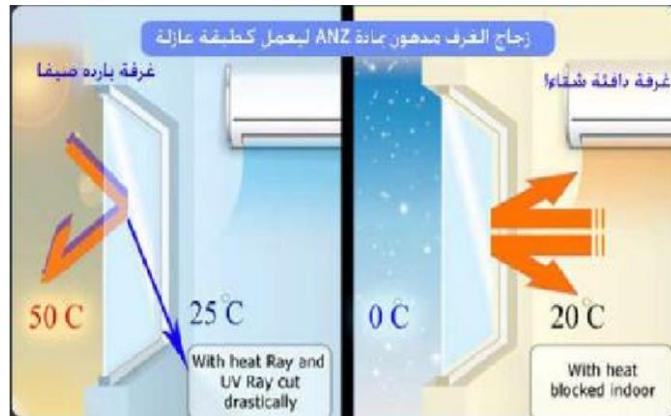 زجاج الغرف مدهون بمادة ANZ ليعمل كطبقة عازلة
غرفة بارده صيفا
غرفة دافئة شتاءا
50 C
25 °C
0 °C
20 °C
With heat Ray and
UV Ray cut
drastically
With heat
blocked indoor